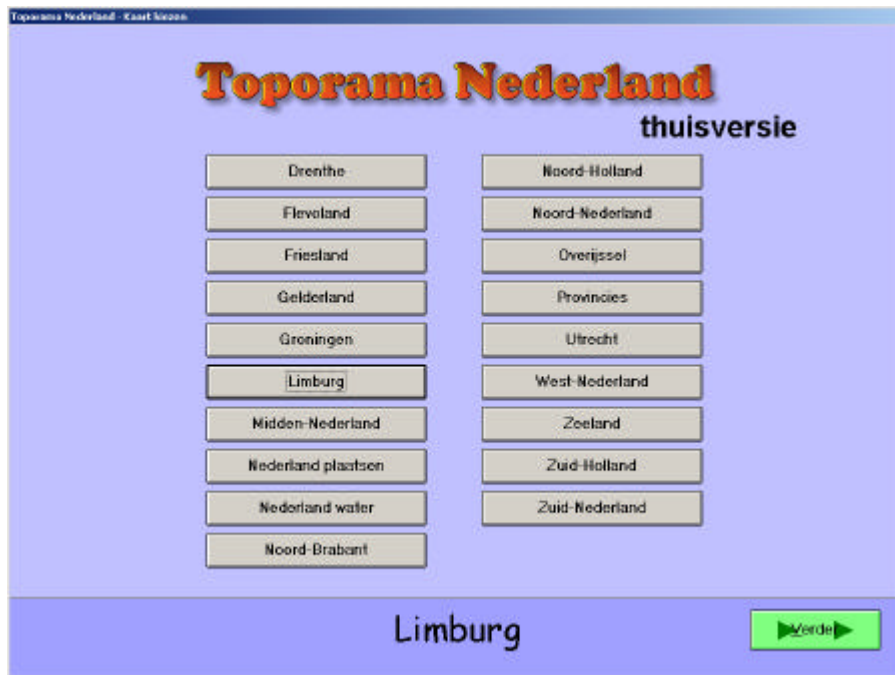 Toporama Nederland - Kaart kiezen
Toporama Nederland
thuisversie
Drenthe
Flevoland
Friesland
Gelderland
Groningen
Limburg
Midden-Nederland
Nederland plaatsen
Nederland water
Noord-Brabant
Noord-Holland
Noord-Nederland
Overijssel
Provincies
Utrecht
West-Nederland
Zeeland
Zuid-Holland
Zuid-Nederland
Limburg
Verder